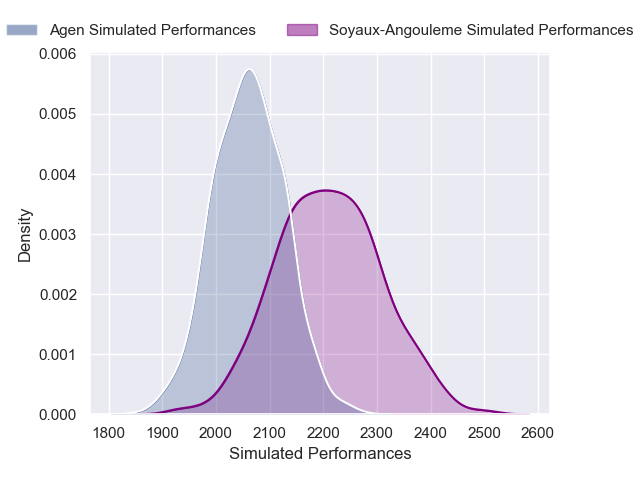 Agen Simulated Performances
Soyaux-Angouleme Simulated Performances
0.006
0.005
0.004
0.003
0.002
0.001
0.000
Density
1800 1900 2000 2100 2200 2300 2400 2500 2600
Simulated Performances